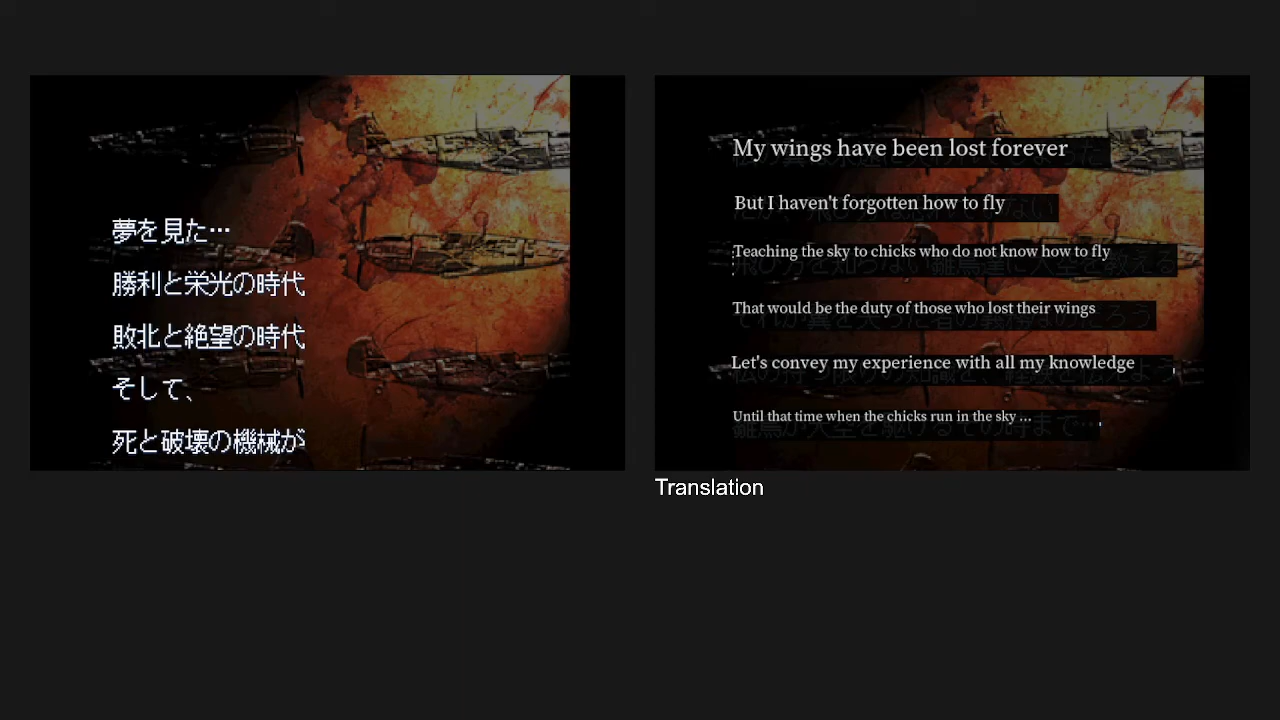 夢を見た…
勝利と栄光の時代
敗北と絶望の時代
そして、
死と破壊の機械が
My wings have been lost forever
But I haven't forgotten how to fly
Teaching the sky to chicks who do not know how to fly
That would be the duty of those who lost their wings
Let's convey my experience with all my knowledge
Until that time when the chicks run in the sky ...
Translation